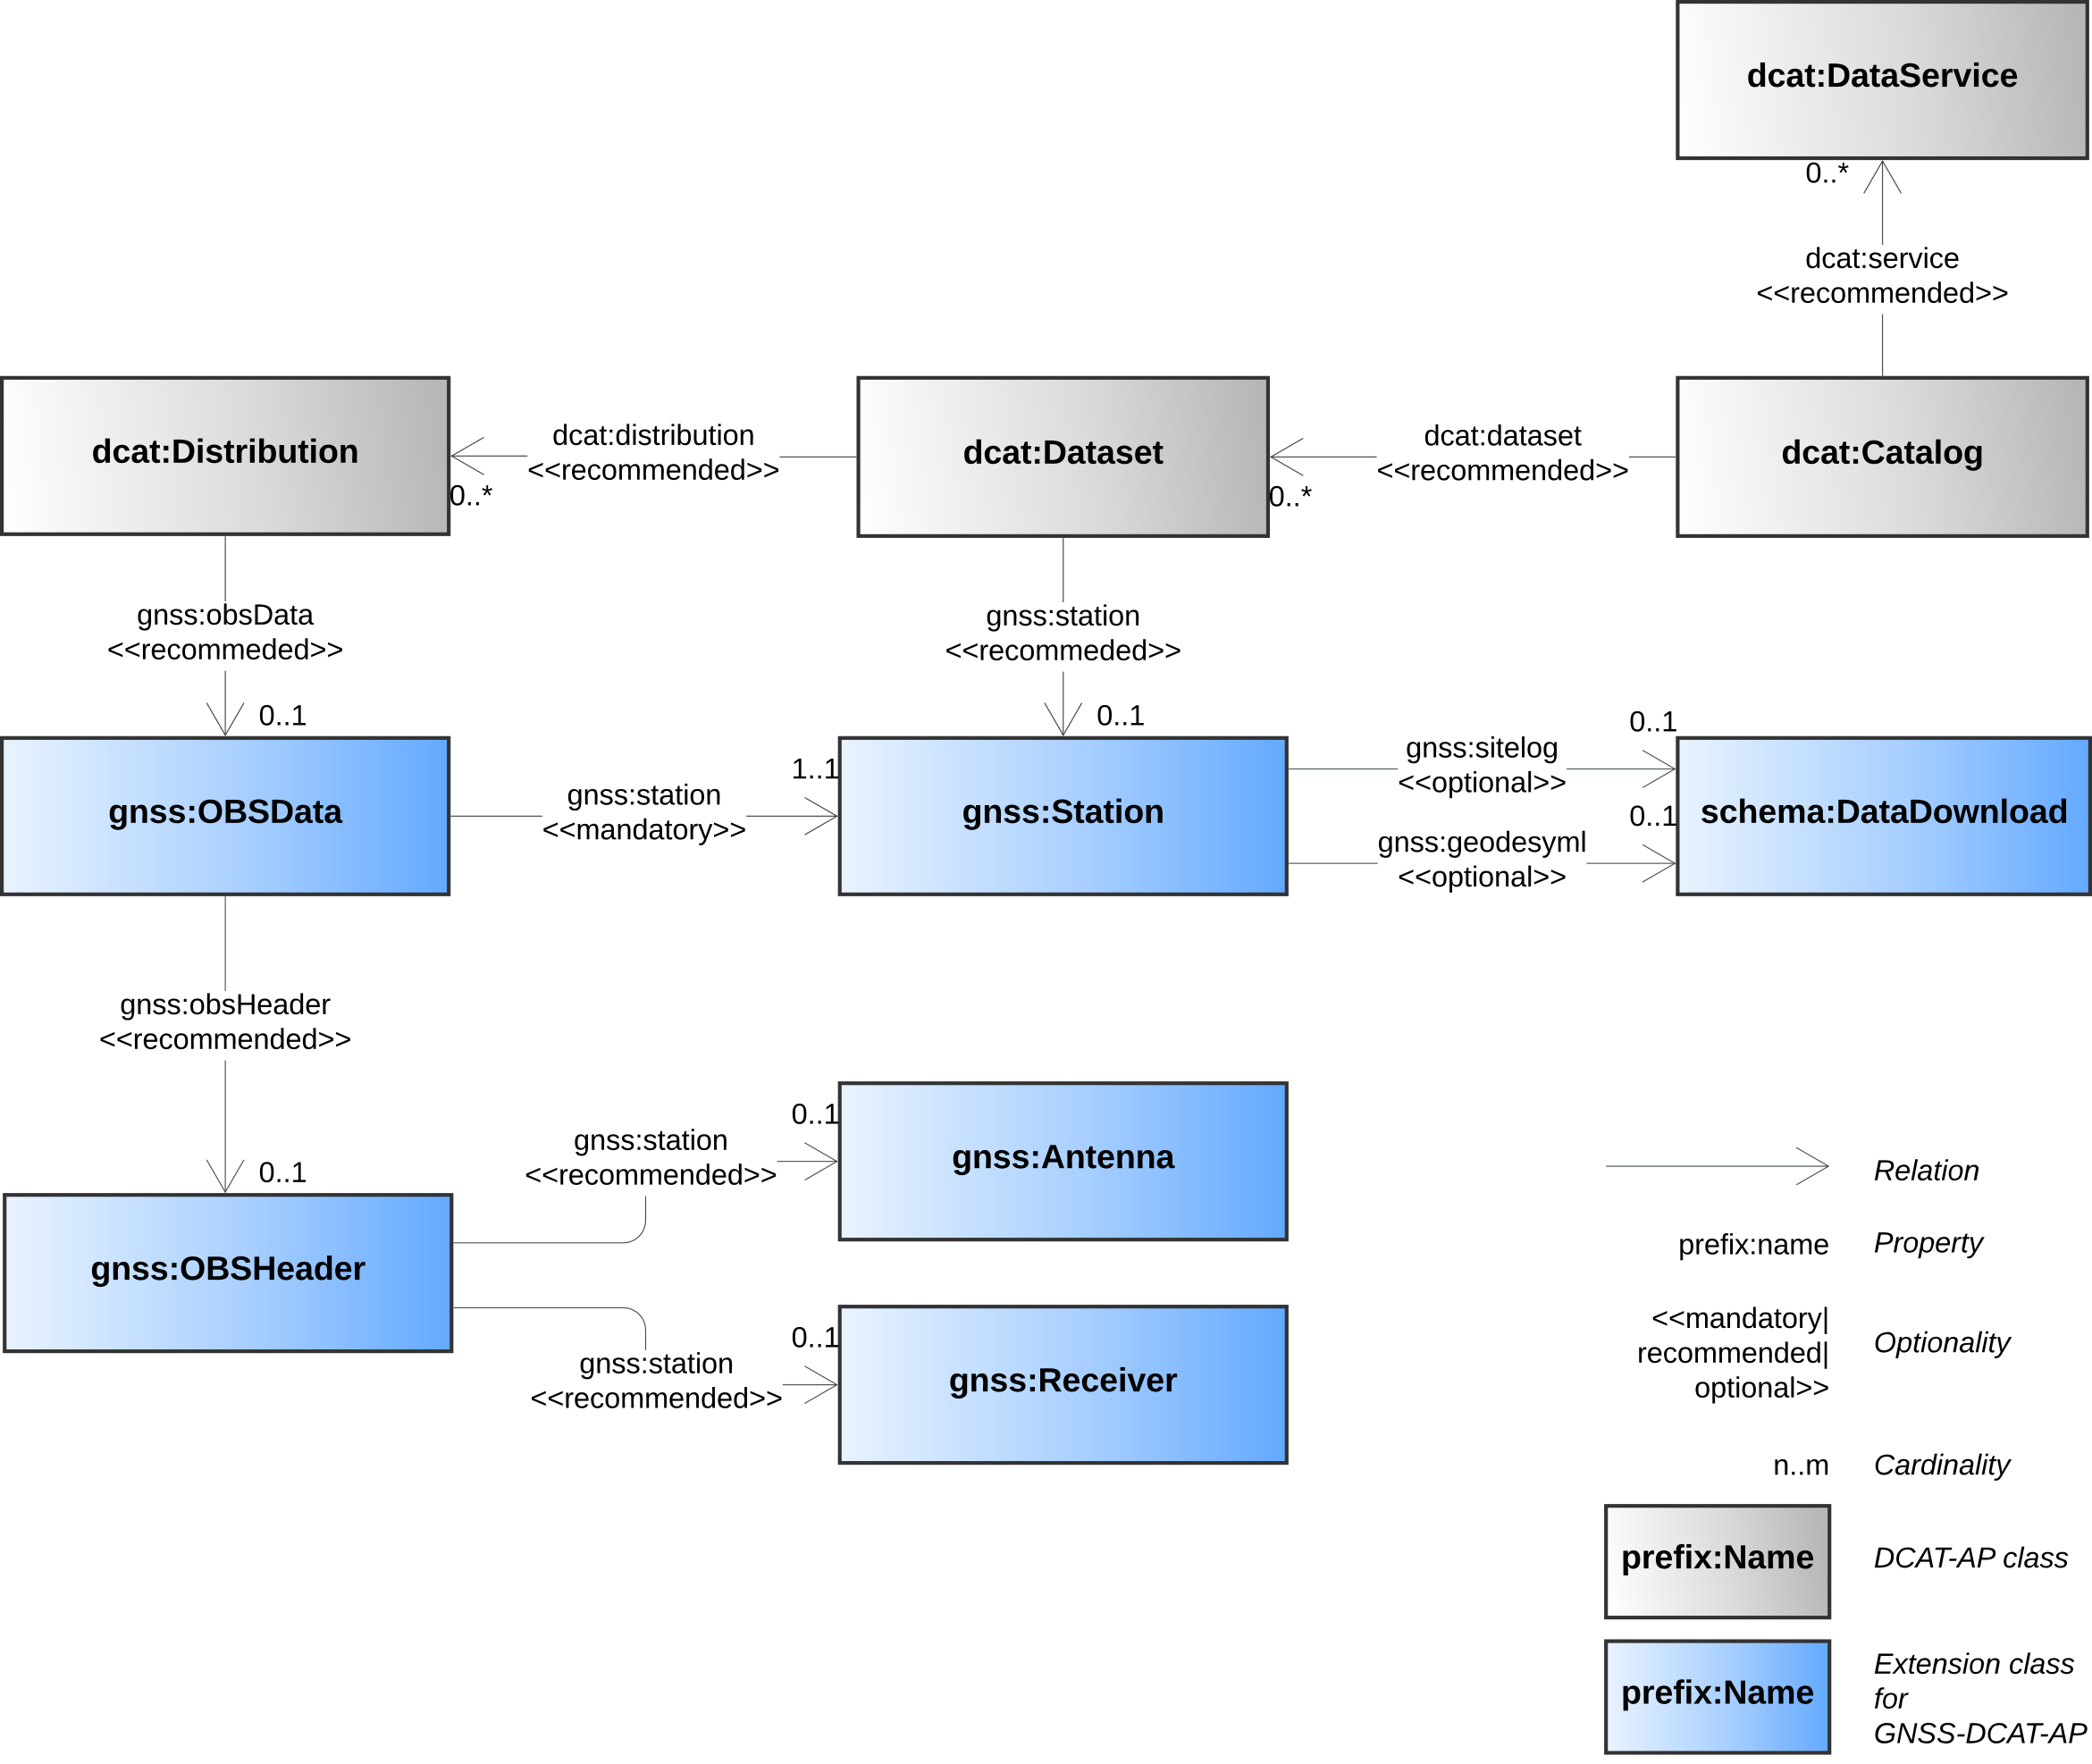 dcat:DataService
0..*
dcat:service
<<recommended>>
dcat:Distribution
dcat:distribution
<<recommended>>
0..*
dcat:Dataset
dcat:dataset
<<recommended>>
0..*
dcat:Catalog
gnss:obsData
<<recommeded>>
0..1
gnss:station
<<recommeded>>
0..1
gnss:OBSData
gnss:station
<<mandatory>>
1..1
gnss:Station
gnss:sitelog
<<optional>>
0..1
gnss:geodesyml
<<optional>>
0..1
schema:DataDownload
gnss:obsHeader
<<recommended>>
0..1
gnss:OBSHeader
gnss:station
<<recommended>>
0..1
gnss:Antenna
gnss:station
<<recommended>>
0..1
gnss:Receiver
Relation
prefix:name
Property
<<mandatory|
recommended|
optional>>
Optionality
n..m
Cardinality
prefix:Name
DCAT-AP class
prefix:Name
Extension class
for
GNSS-DCAT-AP